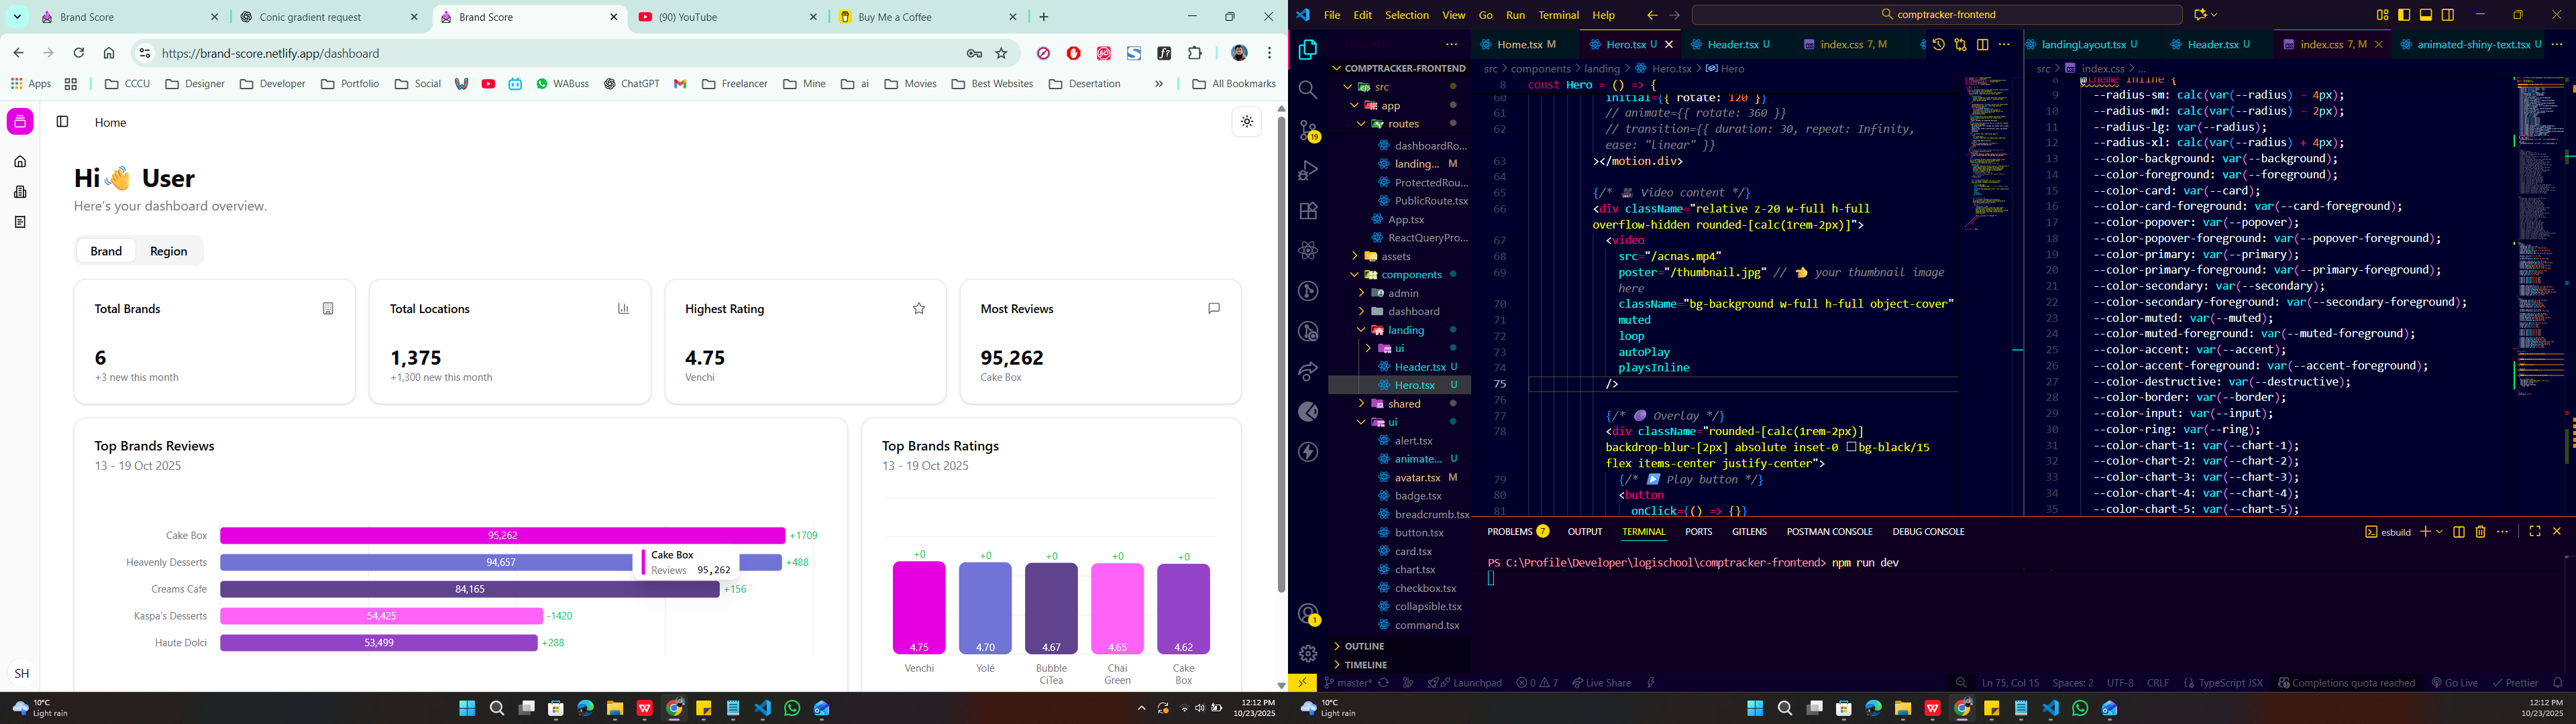 Brand Score
Conic gradient request
Brand Score
(90) YouTube
Buy Me a Coffee
https://brand-score.netlify.app/dashboard
Apps
CCCU
Designer
Developer
Portfolio
Social
WABuss
ChatGPT
Freelancer
Mine
ai
Movies
Best Websites
Desertation
All Bookmarks
Home
Hi👋 User
Here's your dashboard overview.
Brand
Region
Total Brands
6
+3 new this month
Total Locations
1,375
+1,300 new this month
Highest Rating
4.75
Venchi
Most Reviews
95,262
Cake Box
Top Brands Reviews
13 - 19 Oct 2025
Cake Box 95,262 +1709
Heavenly Desserts 94,657 +488
Creams Cafe 84,165 +156
Kaspa's Desserts 54,425 -1420
Haute Dolci 53,499 +288
Cake Box
Reviews 95,262
Top Brands Ratings
13 - 19 Oct 2025
+0 +0 +0 +0 +0
4.75 4.70 4.67 4.65 4.62
Venchi Yolé Bubble Chai Cake
CiTea Green Box
SH
10°C
Light rain
12:12 PM
10/23/2025
File Edit Selection View Go Run Terminal Help
comptracker-frontend
Home.tsx M
Hero.tsx U
Header.tsx U
index.css 7, M
landingLayout.tsx U
Header.tsx U
index.css 7, M
animated-shiny-text.tsx U
COMPTRACKER-FRONTEND
src
app
routes
dashboardRo...
landing... M
ProtectedRou...
PublicRoute.tsx
App.tsx
ReactQueryPro...
assets
components
admin
dashboard
landing
ui
Header.tsx U
Hero.tsx U
shared
ui
alert.tsx
animate... U
avatar.tsx M
badge.tsx
breadcrumb.tsx
button.tsx
card.tsx
chart.tsx
checkbox.tsx
collapsible.tsx
command.tsx
OUTLINE
TIMELINE
19
1
src > components > landing > Hero.tsx > Hero
8 const Hero = () => {
60 initial={{ rotate: 120 }}
61 // animate={{ rotate: 360 }}
62 // transition={{ duration: 30, repeat: Infinity,
ease: "linear" }}
63 ></motion.div>
64
65 {/* 🎥 Video content */}
66 <div className="relative z-20 w-full h-full
overflow-hidden rounded-[calc(1rem-2px)]">
67 <video
68 src="/acnas.mp4"
69 poster="/thumbnail.jpg" // 👈 your thumbnail image
here
70 className="bg-background w-full h-full object-cover"
71 muted
72 loop
73 autoPlay
74 playsInline
75 />
76
77 {/* 🟣 Overlay */}
78 <div className="rounded-[calc(1rem-2px)]
backdrop-blur-[2px] absolute inset-0 bg-black/15
flex items-center justify-center">
79 {/* ▶️ Play button */}
80 <button
81 onClick={() => {}}
src > index.css > ...
8 @theme inline {
9 --radius-sm: calc(var(--radius) - 4px);
10 --radius-md: calc(var(--radius) - 2px);
11 --radius-lg: var(--radius);
12 --radius-xl: calc(var(--radius) + 4px);
13 --color-background: var(--background);
14 --color-foreground: var(--foreground);
15 --color-card: var(--card);
16 --color-card-foreground: var(--card-foreground);
17 --color-popover: var(--popover);
18 --color-popover-foreground: var(--popover-foreground);
19 --color-primary: var(--primary);
20 --color-primary-foreground: var(--primary-foreground);
21 --color-secondary: var(--secondary);
22 --color-secondary-foreground: var(--secondary-foreground);
23 --color-muted: var(--muted);
24 --color-muted-foreground: var(--muted-foreground);
25 --color-accent: var(--accent);
26 --color-accent-foreground: var(--accent-foreground);
27 --color-destructive: var(--destructive);
28 --color-border: var(--border);
29 --color-input: var(--input);
30 --color-ring: var(--ring);
31 --color-chart-1: var(--chart-1);
32 --color-chart-2: var(--chart-2);
33 --color-chart-3: var(--chart-3);
34 --color-chart-4: var(--chart-4);
35 --color-chart-5: var(--chart-5);
PROBLEMS 7 OUTPUT TERMINAL PORTS GITLENS POSTMAN CONSOLE DEBUG CONSOLE
esbuild
PS C:\Profile\Developer\logischool\comptracker-frontend> npm run dev
master*
Launchpad
0 7
Live Share
Ln 75, Col 15
Spaces: 2
UTF-8
CRLF
TypeScript JSX
Completions quota reached
Go Live
Prettier
10°C
Light rain
12:12 PM
10/23/2025